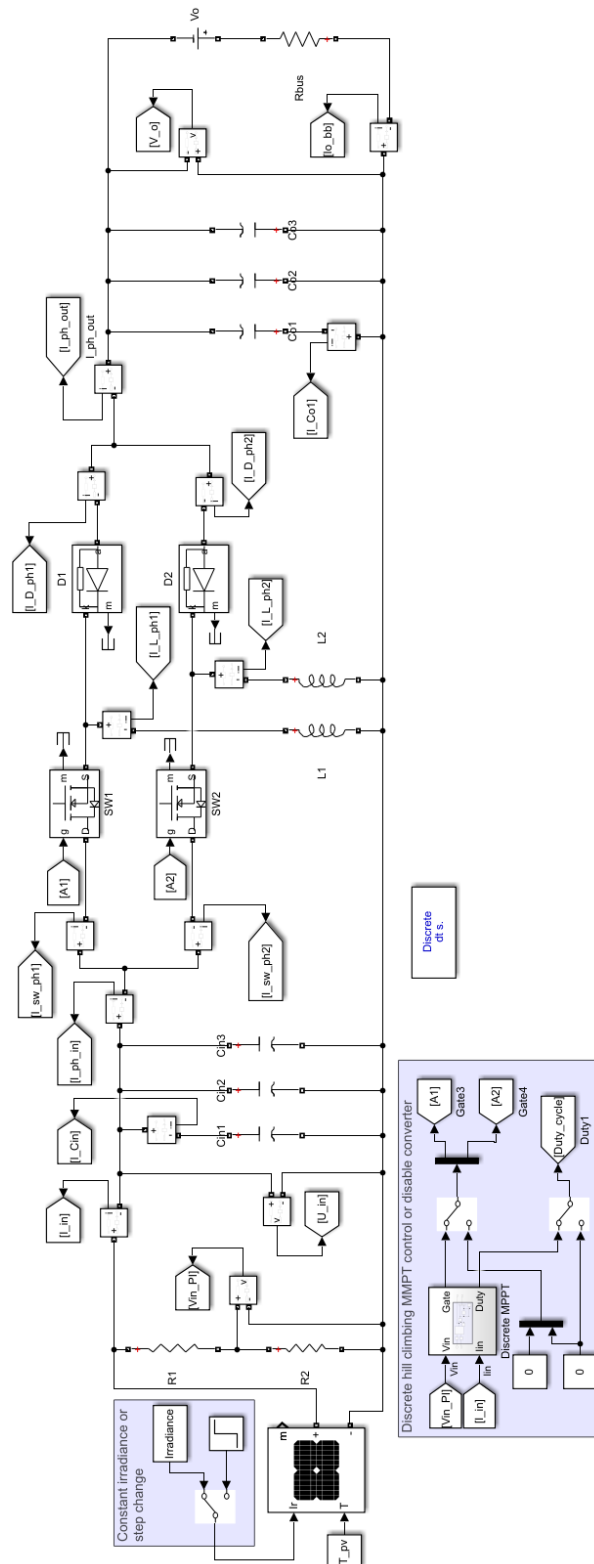 Constant irradiance or
step change
Irradiance
Ir
T
m
+
-
T_pv
R1
R2
[Vin_PI]
+
-
v
[I_in]
+
i
-
[U_in]
v
+
-
[I_Cin]
+
i
-
Cin1
Cin2
Cin3
[I_ph_in]
+
i
-
[I_sw_ph1]
+
i
-
[I_sw_ph2]
+
i
-
[A1]
g
m
D
S
SW1
[A2]
g
m
D
S
SW2
[I_L_ph1]
+
i
-
[I_L_ph2]
+
i
-
L1
L2
D1
k
a
m
D2
k
a
m
[I_D_ph1]
i
+
-
[I_D_ph2]
+
-
i
[I_ph_out]
I_ph_out
i
+
-
[I_Co1]
i
-
+
Co1
Co2
Co3
[V_o]
-
v
+
[Io_bb]
+
i
-
Rbus
Vo
+
Discrete
dt s.
Discrete hill climbing MMPT control or disable converter
[Vin_PI]
Vin
[I_in]
Iin
Vin
Iin
Gate
Duty
Discrete MPPT
0
0
[A1]
Gate3
[A2]
Gate4
[Duty_cycle]
Duty1